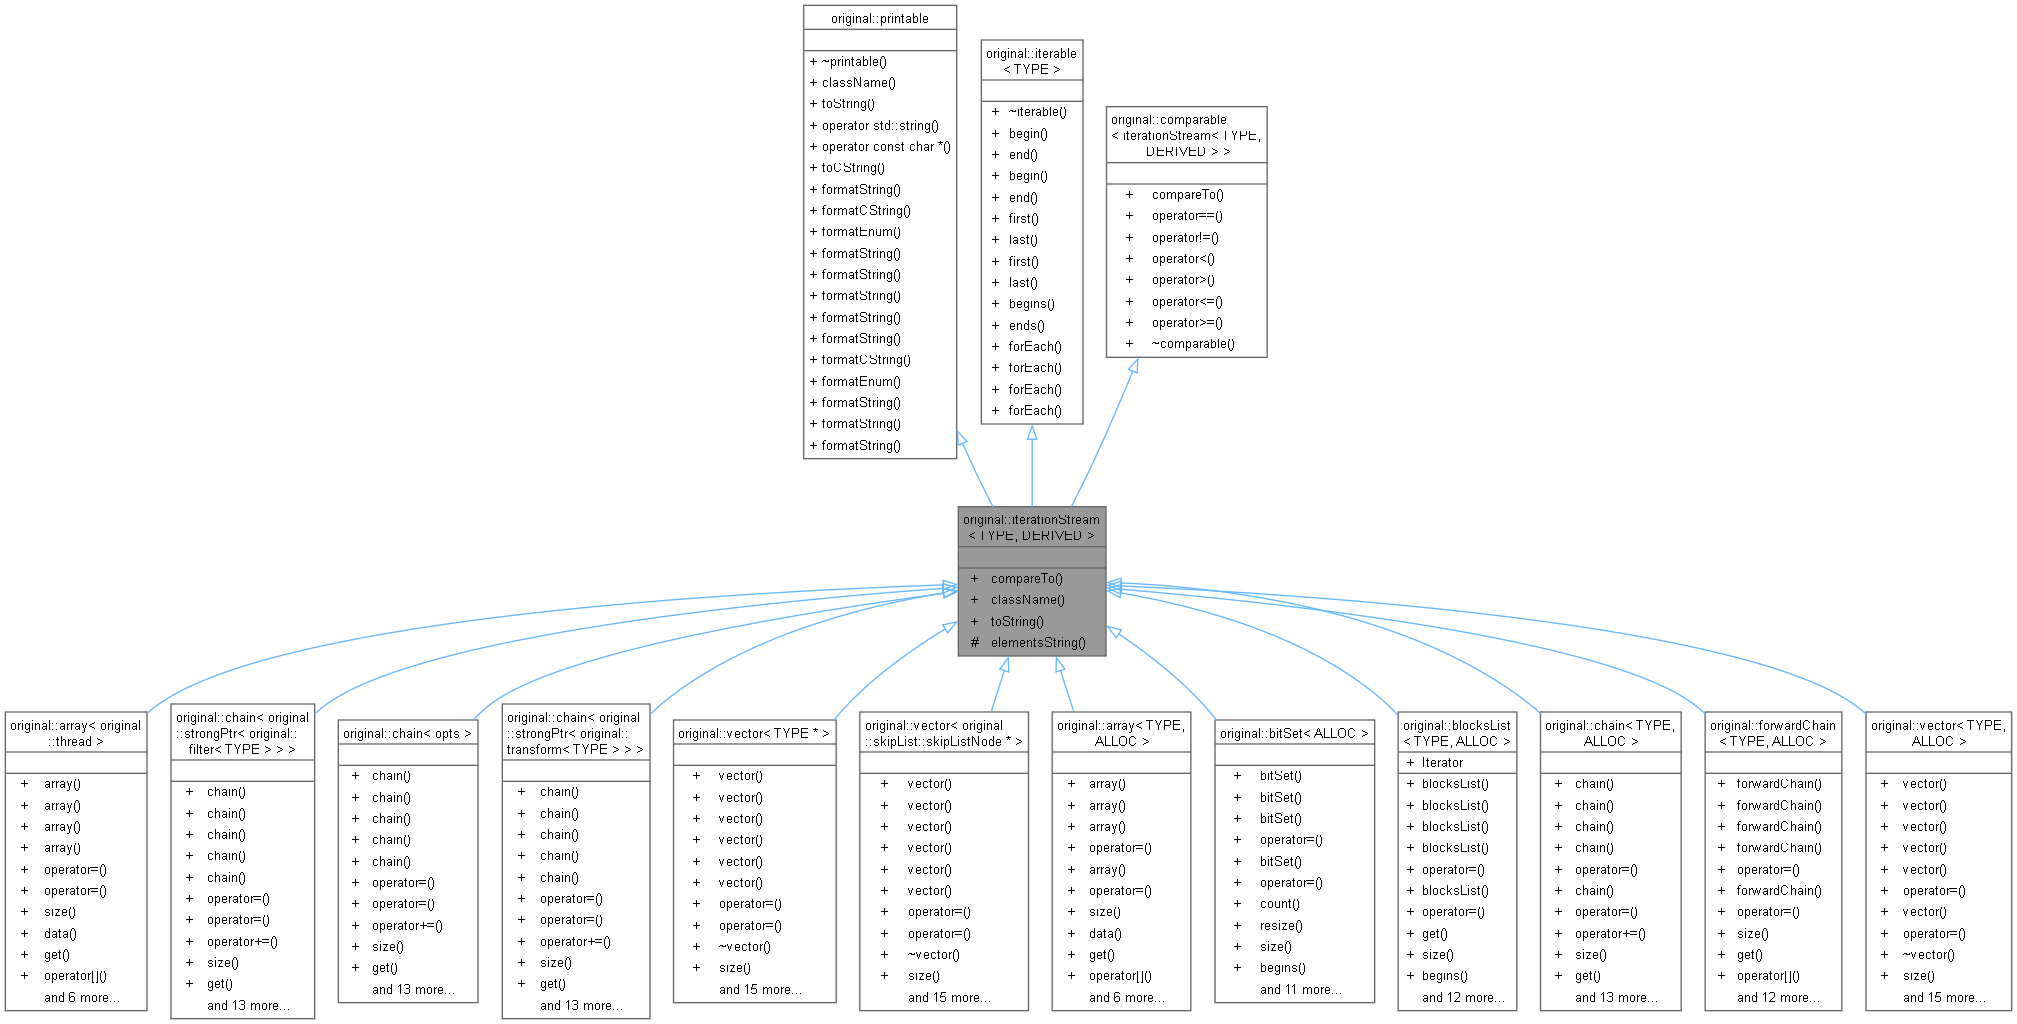 original::printable
+ ~printable()
+ className()
+ toString()
+ operator std::string()
+ operator const char *()
+ toCString()
+ formatString()
+ formatCString()
+ formatEnum()
+ formatString()
+ formatString()
+ formatString()
+ formatString()
+ formatString()
+ formatCString()
+ formatEnum()
+ formatString()
+ formatString()
+ formatString()
original::iterable
< TYPE >
+ ~iterable()
+ begin()
+ end()
+ begin()
+ end()
+ first()
+ last()
+ first()
+ last()
+ begins()
+ ends()
+ forEach()
+ forEach()
+ forEach()
+ forEach()
original::comparable
< iterationStream< TYPE,
DERIVED > >
+ compareTo()
+ operator==()
+ operator!=()
+ operator<()
+ operator>()
+ operator<=()
+ operator>=()
+ ~comparable()
original::iterationStream
< TYPE, DERIVED >
+ compareTo()
+ className()
+ toString()
# elementsString()
original::array< original
::thread >
+ array()
+ array()
+ array()
+ array()
+ operator=()
+ operator=()
+ size()
+ data()
+ get()
+ operator[]()
and 6 more...
original::chain< original
::strongPtr< original::
filter< TYPE > > >
+ chain()
+ chain()
+ chain()
+ chain()
+ chain()
+ operator=()
+ operator=()
+ operator+=()
+ size()
+ get()
and 13 more...
original::chain< opts >
+ chain()
+ chain()
+ chain()
+ chain()
+ chain()
+ operator=()
+ operator=()
+ operator+=()
+ size()
+ get()
and 13 more...
original::chain< original
::strongPtr< original::
transform< TYPE > > >
+ chain()
+ chain()
+ chain()
+ chain()
+ chain()
+ operator=()
+ operator=()
+ operator+=()
+ size()
+ get()
and 13 more...
original::vector< TYPE * >
+ vector()
+ vector()
+ vector()
+ vector()
+ vector()
+ vector()
+ operator=()
+ operator=()
+ ~vector()
+ size()
and 15 more...
original::vector< original
::skipList::skipListNode * >
+ vector()
+ vector()
+ vector()
+ vector()
+ vector()
+ vector()
+ operator=()
+ operator=()
+ ~vector()
+ size()
and 15 more...
original::array< TYPE,
ALLOC >
+ array()
+ array()
+ array()
+ operator=()
+ array()
+ operator=()
+ size()
+ data()
+ get()
+ operator[]()
and 6 more...
original::bitSet< ALLOC >
+ bitSet()
+ bitSet()
+ bitSet()
+ operator=()
+ bitSet()
+ operator=()
+ count()
+ resize()
+ size()
+ begins()
and 11 more...
original::blocksList
< TYPE, ALLOC >
+ Iterator
+ blocksList()
+ blocksList()
+ blocksList()
+ blocksList()
+ operator=()
+ blocksList()
+ operator=()
+ get()
+ size()
+ begins()
and 12 more...
original::chain< TYPE,
ALLOC >
+ chain()
+ chain()
+ chain()
+ chain()
+ operator=()
+ chain()
+ operator=()
+ operator+=()
+ size()
+ get()
and 13 more...
original::forwardChain
< TYPE, ALLOC >
+ forwardChain()
+ forwardChain()
+ forwardChain()
+ forwardChain()
+ operator=()
+ forwardChain()
+ operator=()
+ size()
+ get()
+ operator[]()
and 12 more...
original::vector< TYPE,
ALLOC >
+ vector()
+ vector()
+ vector()
+ vector()
+ vector()
+ operator=()
+ vector()
+ operator=()
+ ~vector()
+ size()
and 15 more...